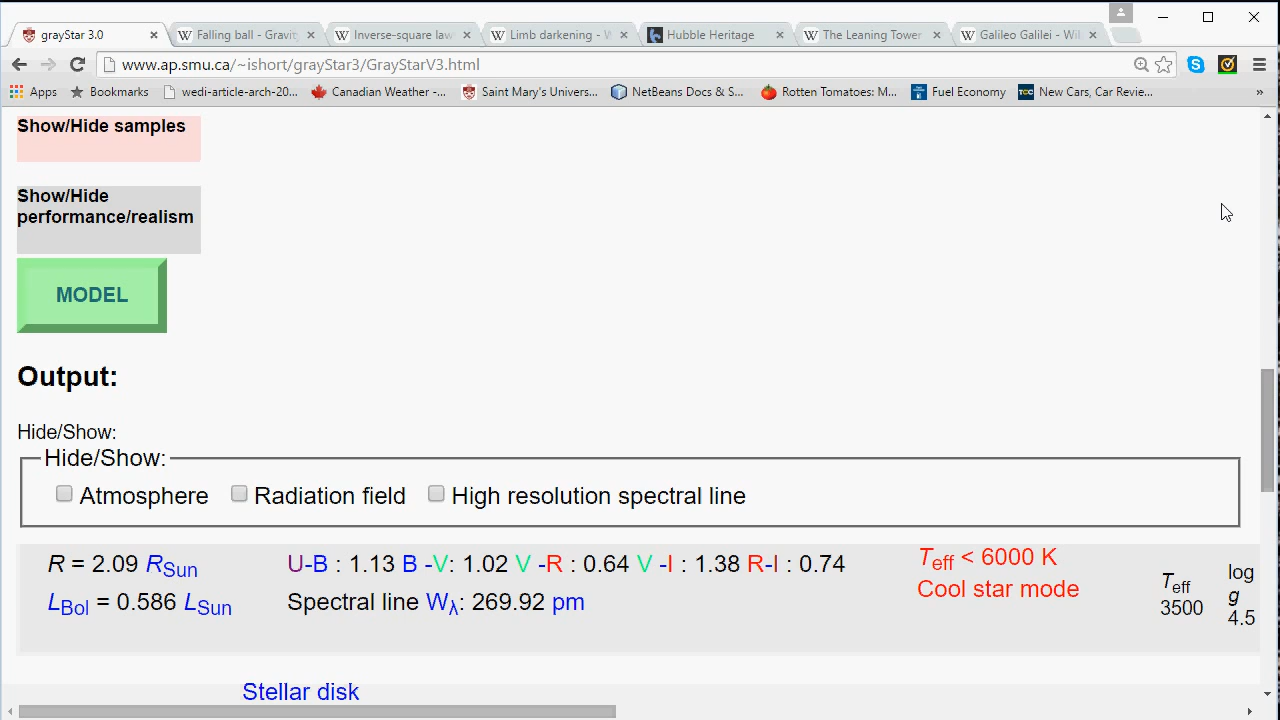 grayStar 3.0
Falling ball - Gravity
Inverse-square law
Limb darkening - W
Hubble Heritage
The Leaning Tower
Galileo Galilei - Wiki
www.ap.smu.ca/~ishort/grayStar3/GrayStarV3.html
Apps Bookmarks wedi-article-arch-20... Canadian Weather -... Saint Mary's Univers... NetBeans Docs & S... Rotten Tomatoes: M... Fuel Economy New Cars, Car Revie... »
Show/Hide samples
Show/Hide
performance/realism
MODEL
Output:
Hide/Show:
Hide/Show:
Atmosphere Radiation field High resolution spectral line
R = 2.09 RSun U-B : 1.13 B -V: 1.02 V -R : 0.64 V -I : 1.38 R-I : 0.74
LBol = 0.586 LSun Spectral line Wλ: 269.92 pm
Teff < 6000 K
Cool star mode
Teff
3500
log
g
4.5
Stellar disk